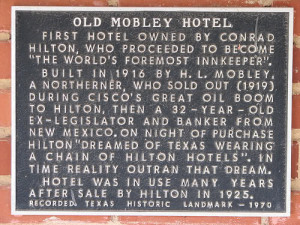 OLD MOBLEY HOTEL
FIRST HOTEL OWNED BY CONRAD
HILTON, WHO PROCEEDED TO BECOME
"THE WORLD'S FOREMOST INNKEEPER".
BUILT IN 1916 BY H. L. MOBLEY,
A NORTHERNER, WHO SOLD OUT (1919)
DURING CISCO'S GREAT OIL BOOM
TO HILTON, THEN A 32-YEAR-OLD
EX-LEGISLATOR AND BANKER FROM
NEW MEXICO. ON NIGHT OF PURCHASE
HILTON "DREAMED OF TEXAS WEARING
A CHAIN OF HILTON HOTELS". IN
TIME REALITY OUTRAN THAT DREAM.
HOTEL WAS IN USE MANY YEARS
AFTER SALE BY HILTON IN 1925.
RECORDED TEXAS HISTORIC LANDMARK - 1970